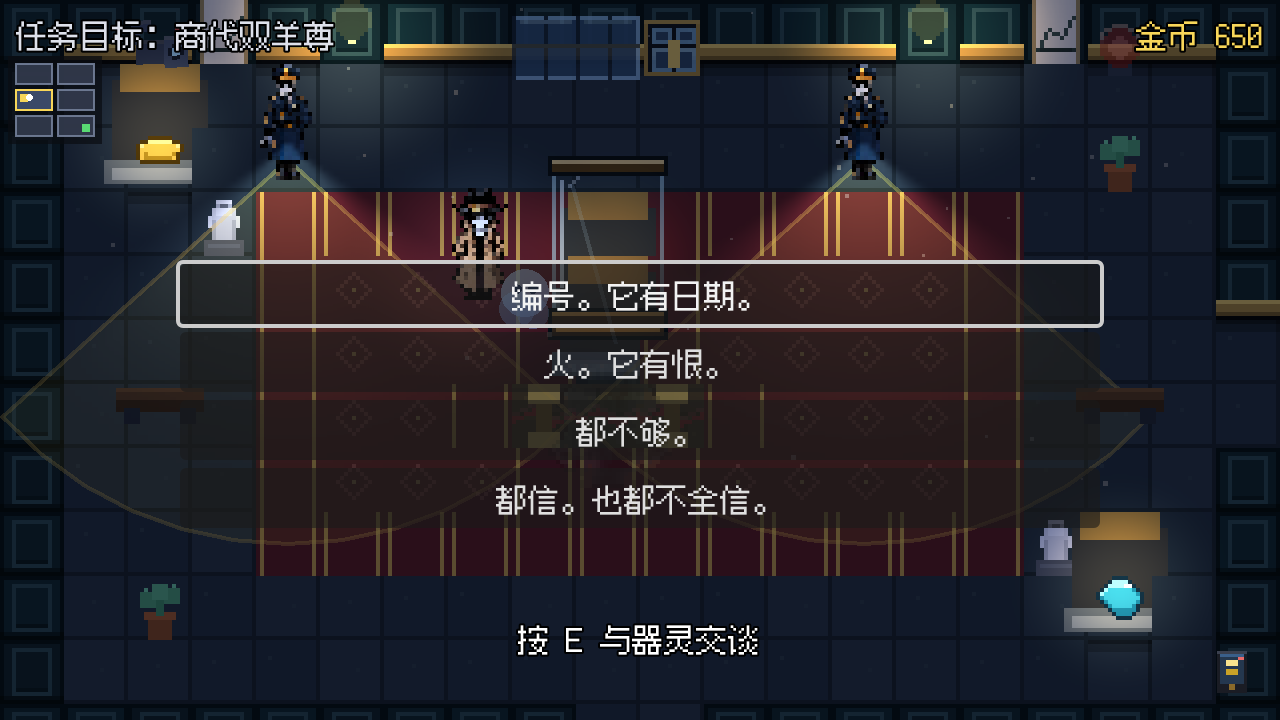 任务目标：商代双羊尊
金币 650
编号。它有日期。
火。它有恨。
都不够。
都信。也都不全信。
按 E 与器灵交谈